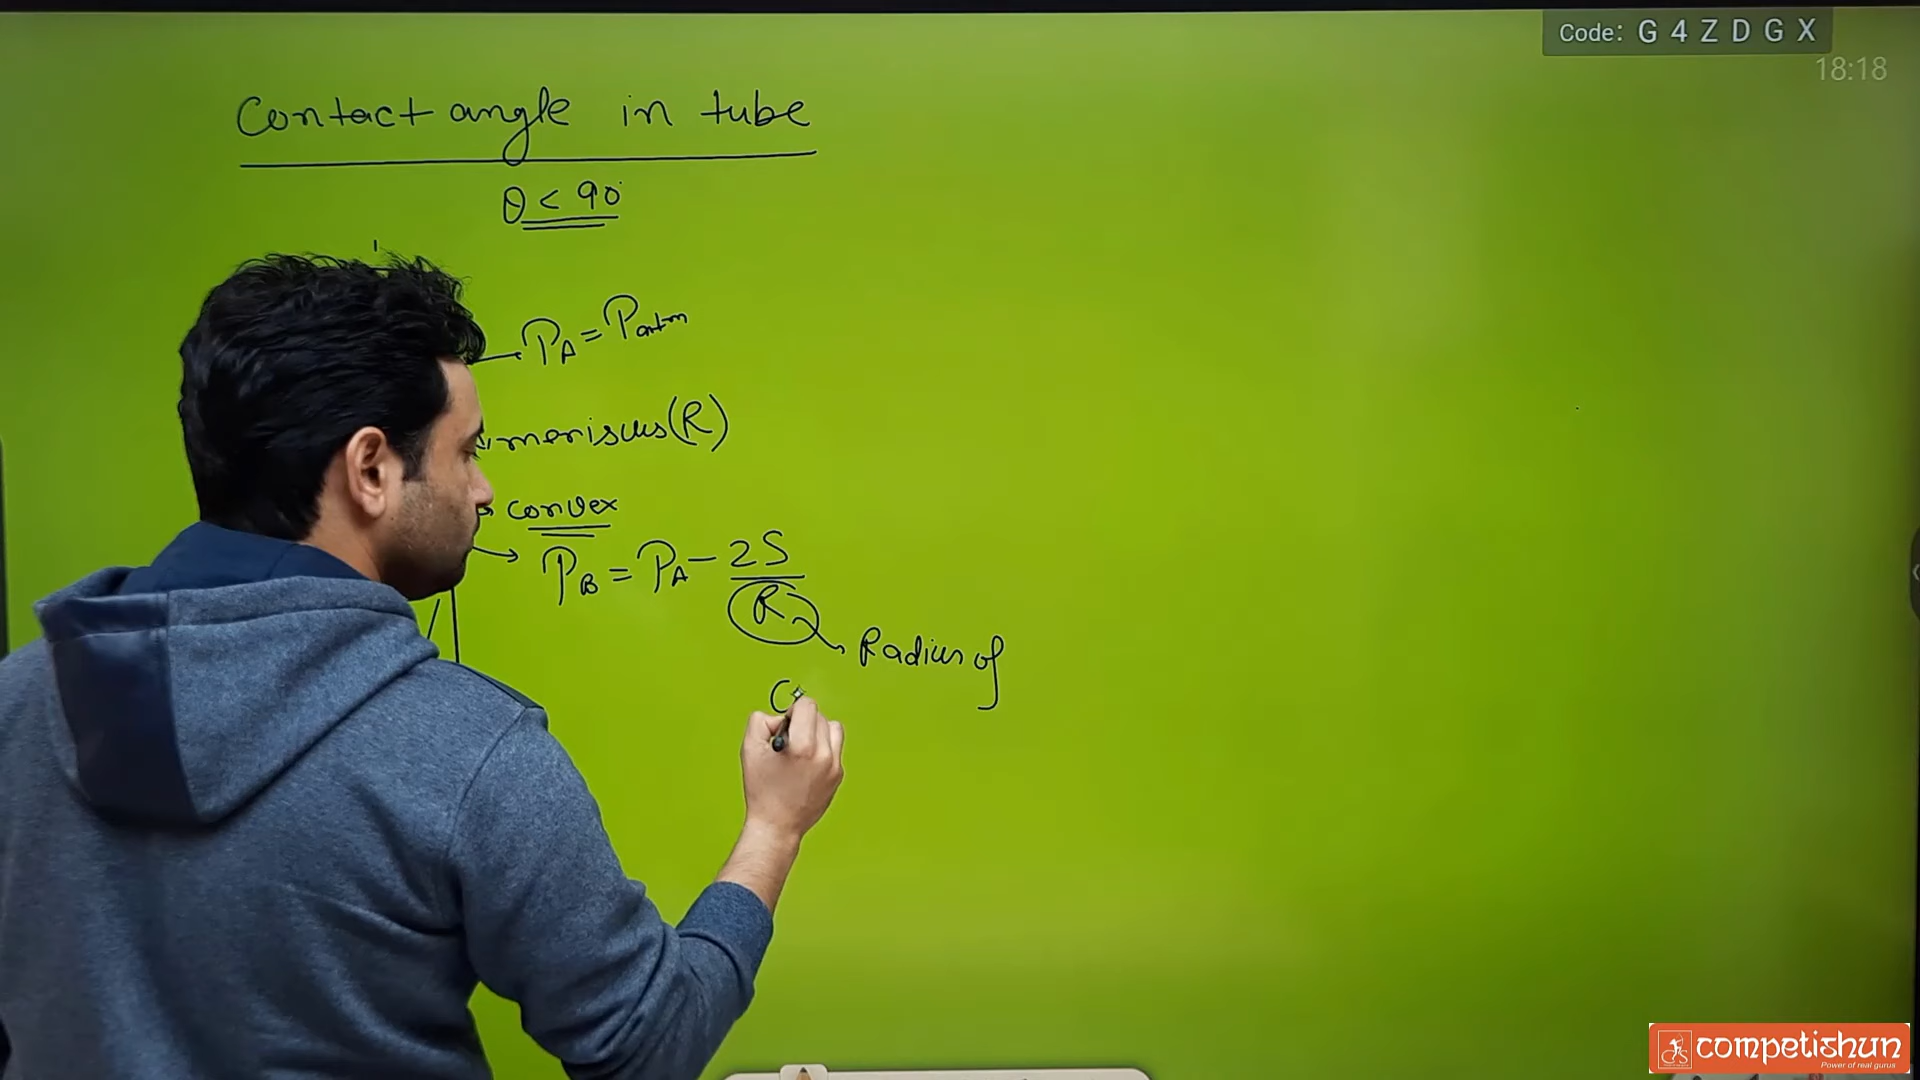 Code: G 4 Z D G X
18:18
Contact angle in tube
θ < 90°
P_A = P_atm
meniscus (R)
convex
P_B = P_A - 2S/R
Radius of
C
competishun
Power of real gurus